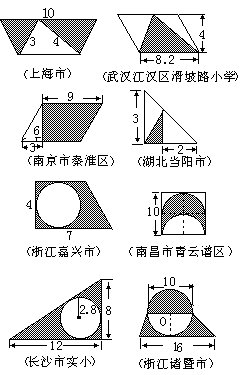 10
3 4
(上海市)
4
8.2
(武汉江汉区滑坡路小学)
9
6
3
(南京市秦淮区)
3
2
(湖北当阳市)
4
7
(浙江嘉兴市)
10
(南昌市青云谱区)
2.8
8
12
(长沙市实小)
10
O
16
(浙江诸暨市)